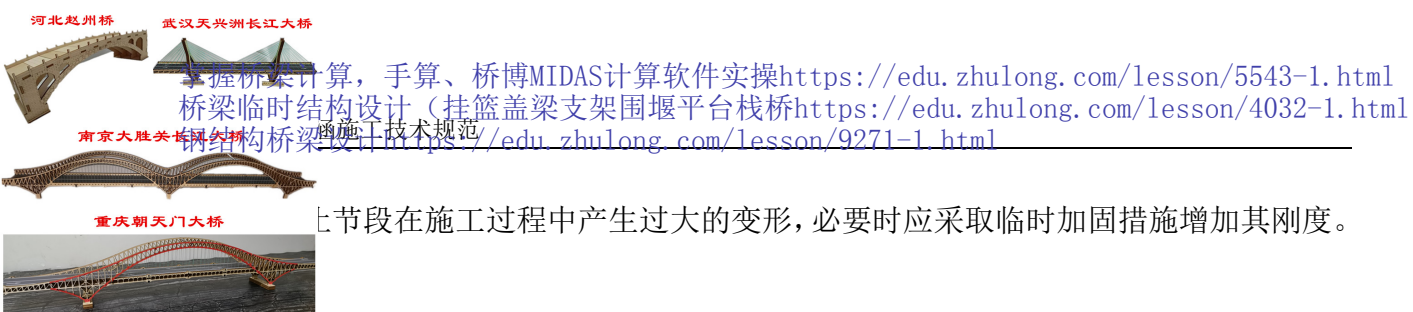 河北赵州桥
武汉天兴洲长江大桥
掌握桥梁计算，手算、桥博MIDAS计算软件实操https://edu.zhulong.com/lesson/5543-1.html
桥梁临时结构设计（挂篮盖梁支架围堰平台栈桥https://edu.zhulong.com/lesson/4032-1.html
涵施工技术规范
南京大胜关长江大桥
钢结构桥梁设计https://edu.zhulong.com/lesson/9271-1.html
节段在施工过程中产生过大的变形，必要时应采取临时加固措施增加其刚度。
重庆朝天门大桥